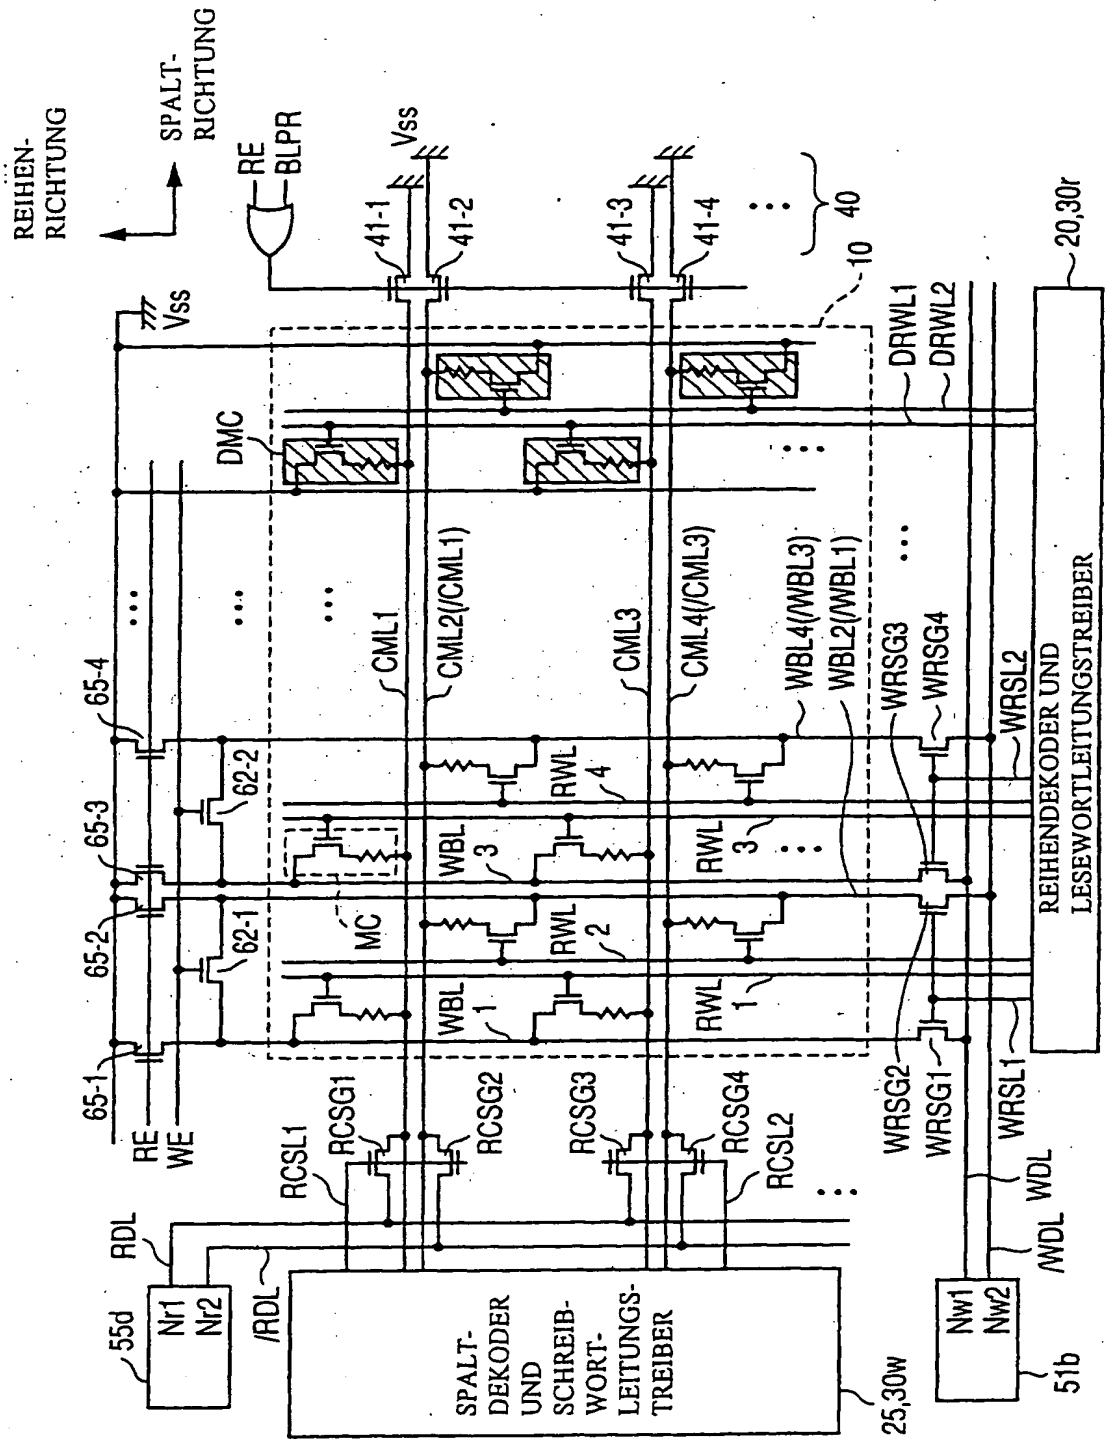 REIHEN-
RICHTUNG
SPALT-
RICHTUNG
RE
BLPR
Vss
41-1
41-2
41-3
41-4
40
10
20,30r
Vss
DMC
DRWL1
DRWL2
65-4
65-3
65-2
65-1
62-2
62-1
RE
WE
CML1
CML2(/CML1)
CML3
CML4(/CML3)
WBL4(/WBL3)
WBL2(/WBL1)
WRSG3
WRSG4
WRSL2
RWL
4
WBL
3
RWL
3
MC
RWL
2
WBL
1
RWL
1
REIHENDEKODER UND
LESEWORTLEITUNGSTREIBER
WRSG2
WRSG1
WRSL1
WDL
/WDL
RCSL1
RCSG1
RCSG2
RCSG3
RCSG4
RCSL2
RDL
/RDL
55d
Nr1
Nr2
SPALT-
DEKODER
UND
SCHREIB-
WORT-
LEITUNGS-
TREIBER
25,30w
Nw1
Nw2
51b